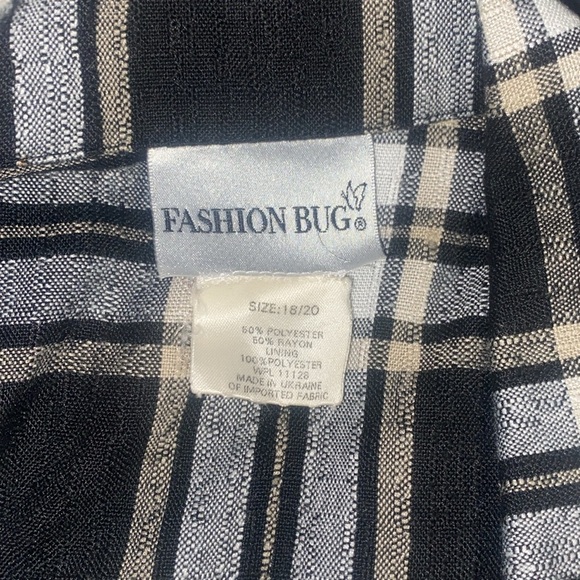 FASHION BUG®
SIZE:18/20
50% POLYESTER
50% RAYON
LINING
100%POLYESTER
WPL 11128
MADE IN UKRAINE
OF IMPORTED FABRIC